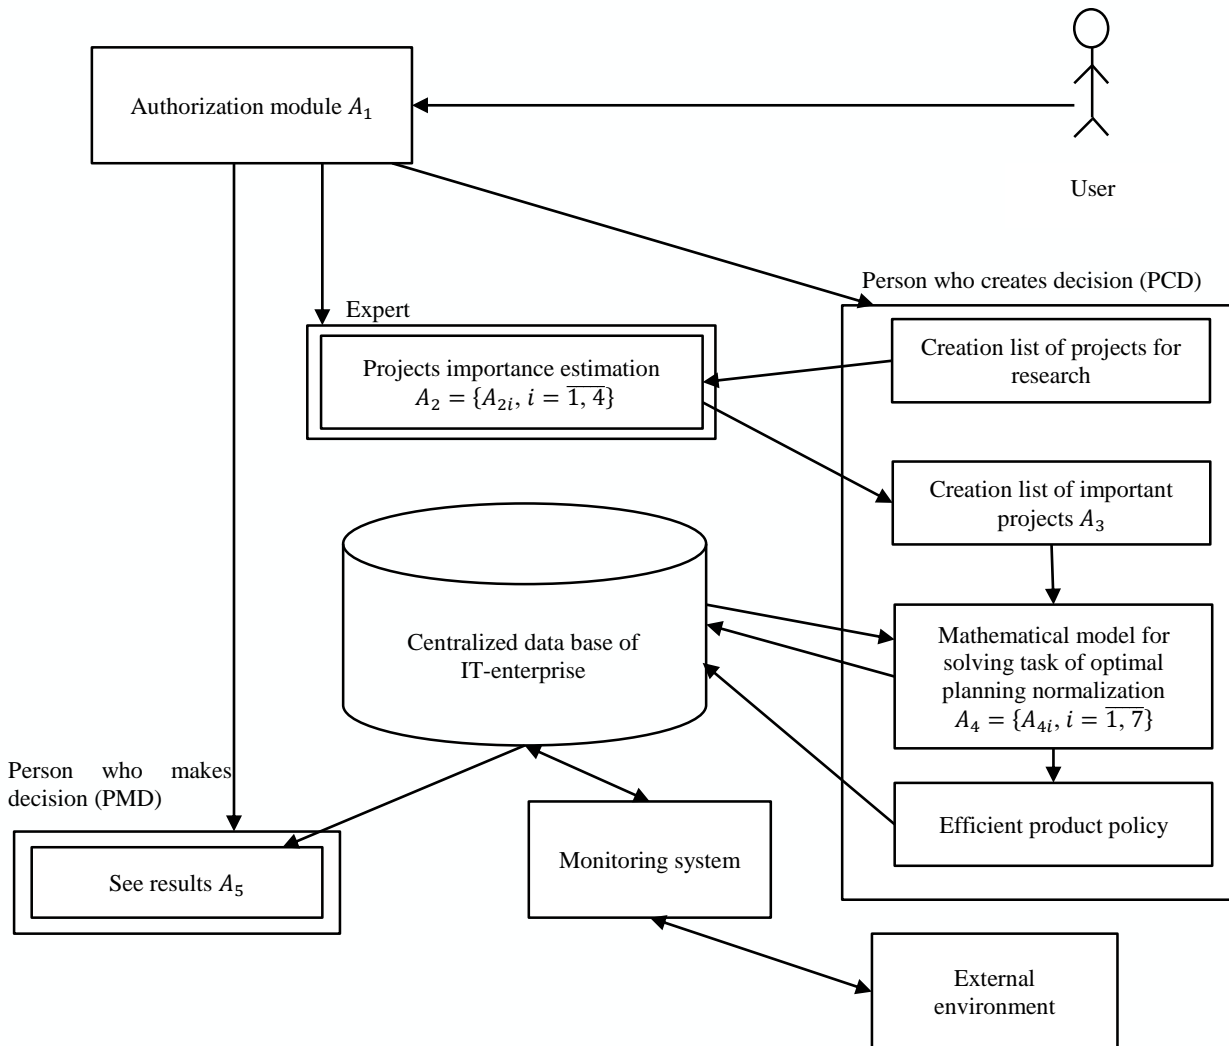 Authorization module A₁
User
Person who creates decision (PCD)
Expert
Creation list of projects for
research
Projects importance estimation
A₂ = {A₂ᵢ, i = 1, 4}
Creation list of important
projects A₃
Centralized data base of
IT-enterprise
Mathematical model for
solving task of optimal
planning normalization
A₄ = {A₄ᵢ, i = 1, 7}
Person who makes
decision (PMD)
Efficient product policy
Monitoring system
See results A₅
External
environment